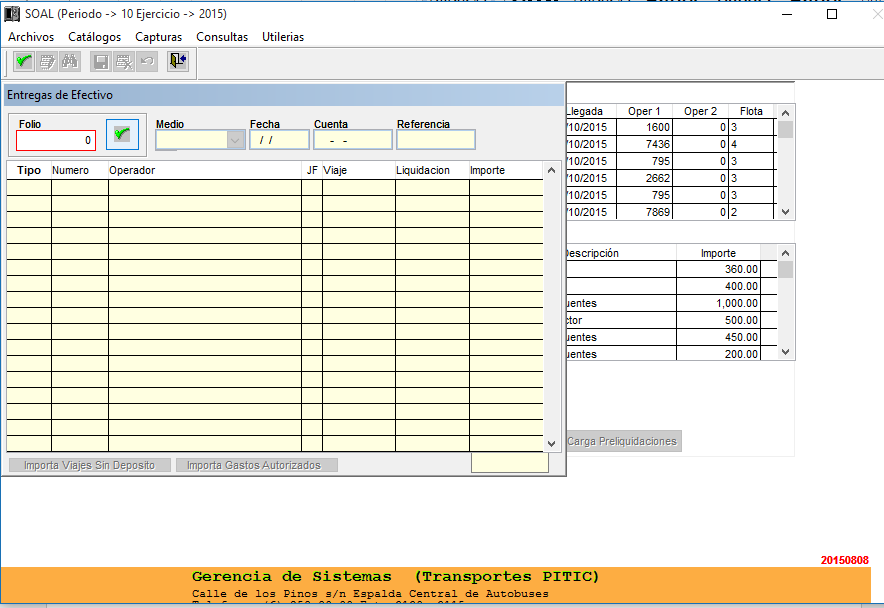 SOAL (Periodo -> 10 Ejercicio -> 2015)
Archivos Catálogos Capturas Consultas Utilerias
Entregas de Efectivo
Folio Medio Fecha Cuenta Referencia
0 / / - -
Tipo Numero Operador JF Viaje Liquidacion Importe
Importa Viajes Sin Deposito Importa Gastos Autorizados
Llegada Oper 1 Oper 2 Flota
/10/2015 1600 0 3
/10/2015 7436 0 4
/10/2015 795 0 3
/10/2015 2662 0 3
/10/2015 795 0 3
/10/2015 7869 0 2
Descripción Importe
360.00
400.00
uentes 1,000.00
ctor 500.00
uentes 450.00
uentes 200.00
Carga Preliquidaciones
20150808
Gerencia de Sistemas (Transportes PITIC)
Calle de los Pinos s/n Espalda Central de Autobuses